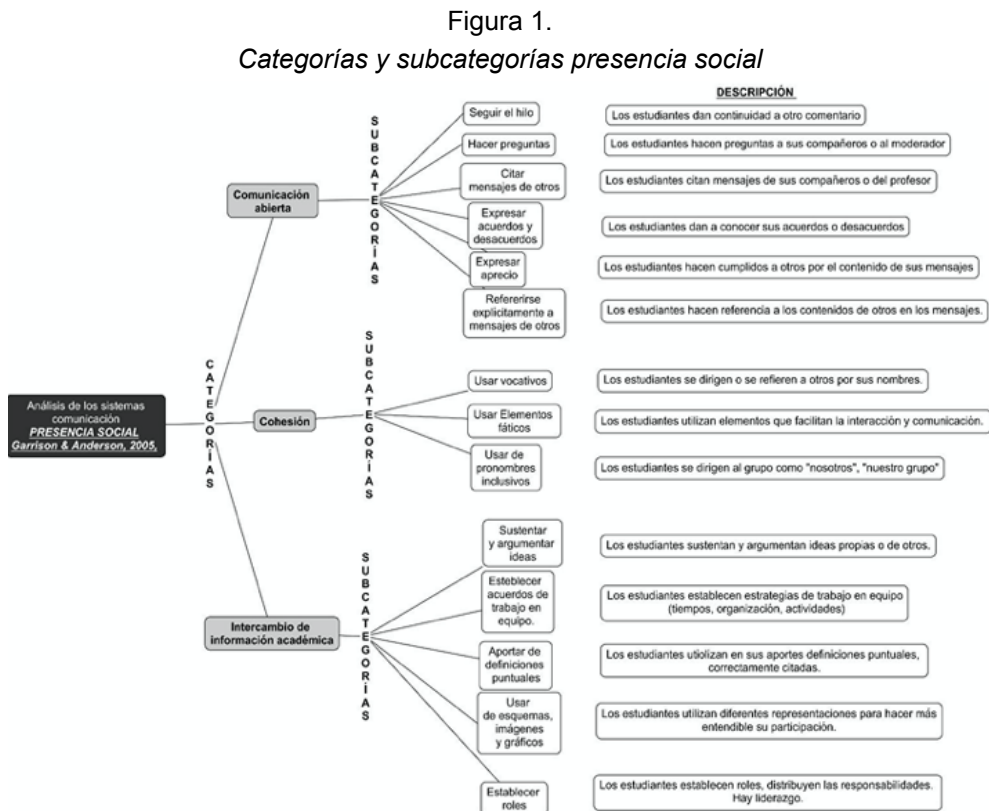 Figura 1.
Categorías y subcategorías presencia social
Análisis de los sistemas
comunicación
PRESENCIA SOCIAL
Garrison & Anderson, 2005,
CATEGORÍAS
Comunicación
abierta
SUBCATEGORÍAS
DESCRIPCIÓN
Seguir el hilo
Los estudiantes dan continuidad a otro comentario
Hacer preguntas
Los estudiantes hacen preguntas a sus compañeros o al moderador
Citar
mensajes de otros
Los estudiantes citan mensajes de sus compañeros o del profesor
Expresar
acuerdos y
desacuerdos
Los estudiantes dan a conocer sus acuerdos o desacuerdos
Expresar
aprecio
Los estudiantes hacen cumplidos a otros por el contenido de sus mensajes
Refererirse
explicitamente a
mensajes de otros
Los estudiantes hacen referencia a los contenidos de otros en los mensajes.
Cohesión
SUBCATEGORÍAS
Usar vocativos
Los estudiantes se dirigen o se refieren a otros por sus nombres.
Usar Elementos
fáticos
Los estudiantes utilizan elementos que facilitan la interacción y comunicación.
Usar de
pronombres
inclusivos
Los estudiantes se dirigen al grupo como "nosotros", "nuestro grupo"
Intercambio de
información académica
SUBCATEGORÍAS
Sustentar
y argumentar
ideas
Los estudiantes sustentan y argumentan ideas propias o de otros.
Esteblecer
acuerdos de
trabajo en
equipo.
Los estudiantes establecen estrategias de trabajo en equipo
(tiempos, organización, actividades)
Aportar de
definiciones
puntuales
Los estudiantes utiolizan en sus aportes definiciones puntuales,
correctamente citadas.
Usar
de esquemas,
imágenes
y gráficos
Los estudiantes utilizan diferentes representaciones para hacer más
entendible su participación.
Establecer
roles
Los estudiantes establecen roles, distribuyen las responsabilidades.
Hay liderazgo.